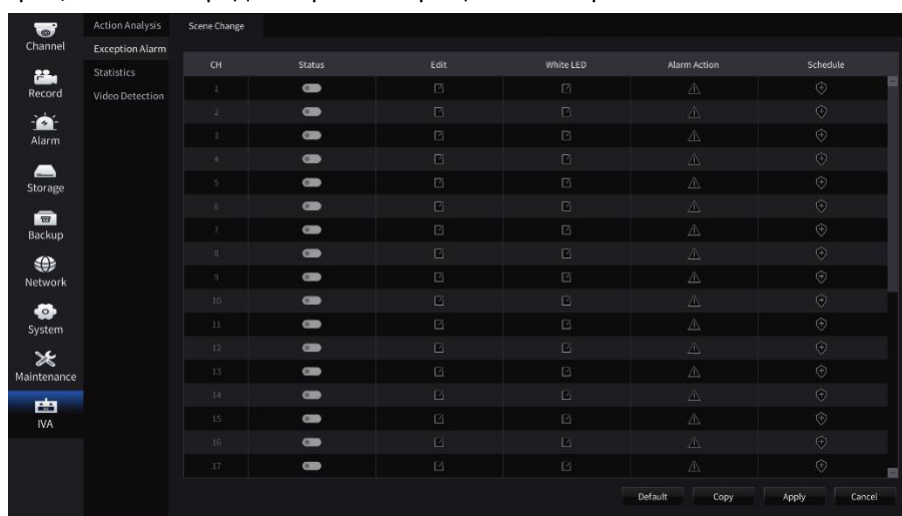 Channel
Record
Alarm
Storage
Backup
Network
System
Maintenance
IVA
Action Analysis
Exception Alarm
Statistics
Video Detection
Scene Change
CH Status Edit White LED Alarm Action Schedule
1
2
3
4
5
6
7
8
9
10
11
12
13
14
15
16
17
Default Copy Apply Cancel